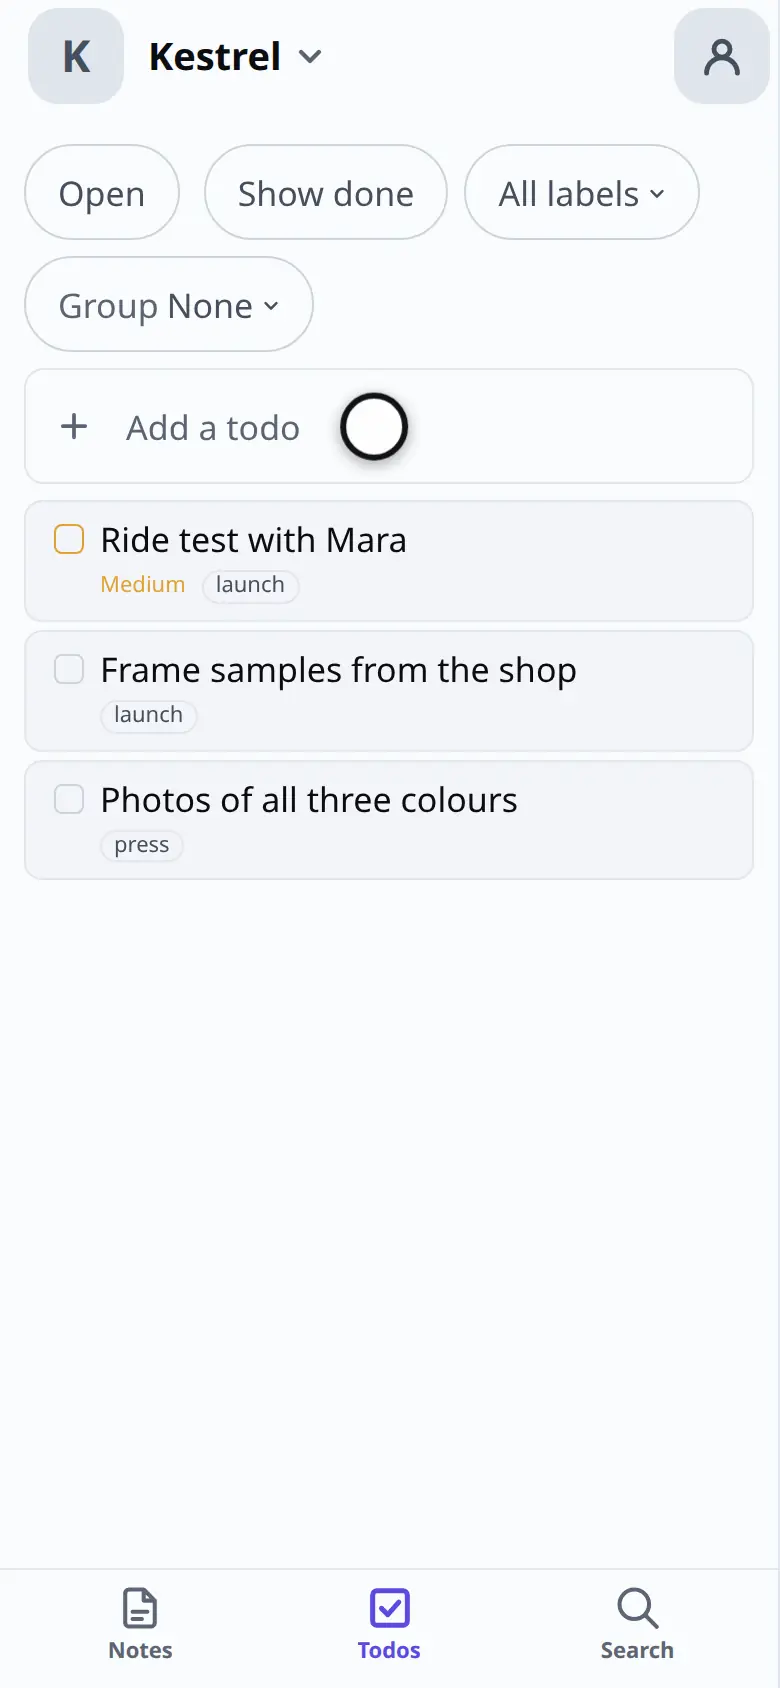 K Kestrel
Open Show done All labels
Group None
Add a todo
Ride test with Mara
Medium launch
Frame samples from the shop
launch
Photos of all three colours
press
Notes Todos Search